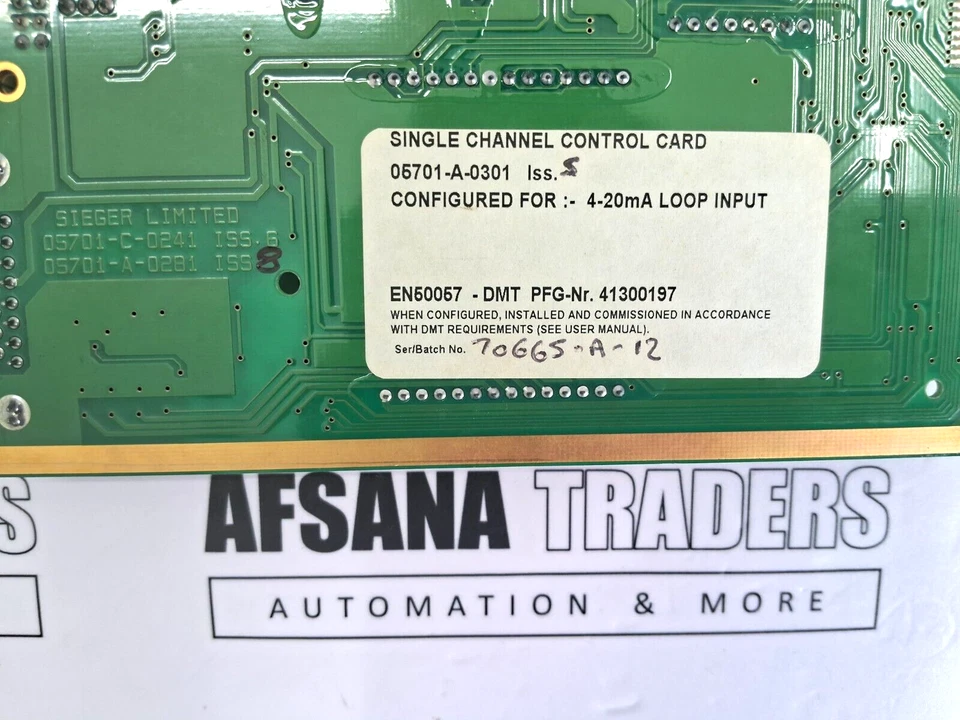 SINGLE CHANNEL CONTROL CARD
05701-A-0301 Iss. 5
CONFIGURED FOR :- 4-20mA LOOP INPUT
EN50057 - DMT PFG-Nr. 41300197
WHEN CONFIGURED, INSTALLED AND COMMISSIONED IN ACCORDANCE
WITH DMT REQUIREMENTS (SEE USER MANUAL).
Ser/Batch No. 70665-A-12
SIEGER LIMITED
05701-C-0241 ISS.6
05701-A-0281 ISS 8
S
AFSANA TRADERS
AUTOMATION & MORE